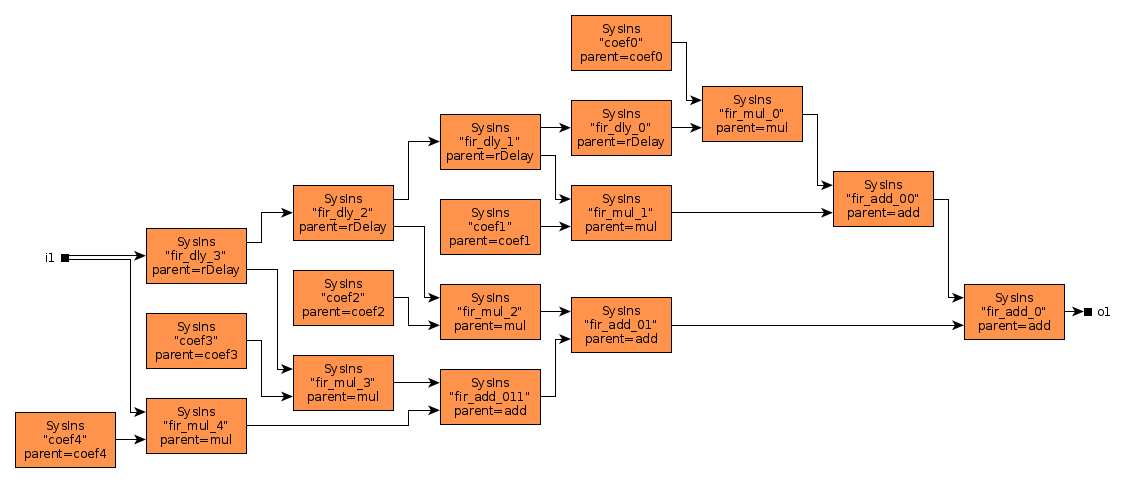 SysIns
"coef0"
parent=coef0
SysIns
"fir_mul_0"
parent=mul
SysIns
"fir_dly_0"
parent=rDelay
SysIns
"fir_dly_1"
parent=rDelay
SysIns
"fir_add_00"
parent=add
SysIns
"fir_dly_2"
parent=rDelay
SysIns
"fir_mul_1"
parent=mul
SysIns
"coef1"
parent=coef1
i1
SysIns
"fir_dly_3"
parent=rDelay
SysIns
"coef2"
parent=coef2
SysIns
"fir_mul_2"
parent=mul
SysIns
"fir_add_01"
parent=add
SysIns
"fir_add_0"
parent=add
o1
SysIns
"coef3"
parent=coef3
SysIns
"fir_mul_3"
parent=mul
SysIns
"fir_add_011"
parent=add
SysIns
"fir_mul_4"
parent=mul
SysIns
"coef4"
parent=coef4